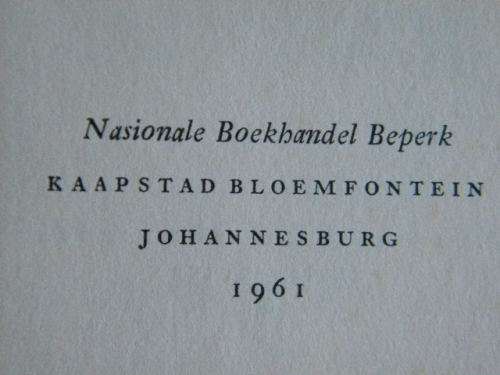 Nasionale Boekhandel Beperk
KAAPSTAD BLOEMFONTEIN
JOHANNESBURG
1961